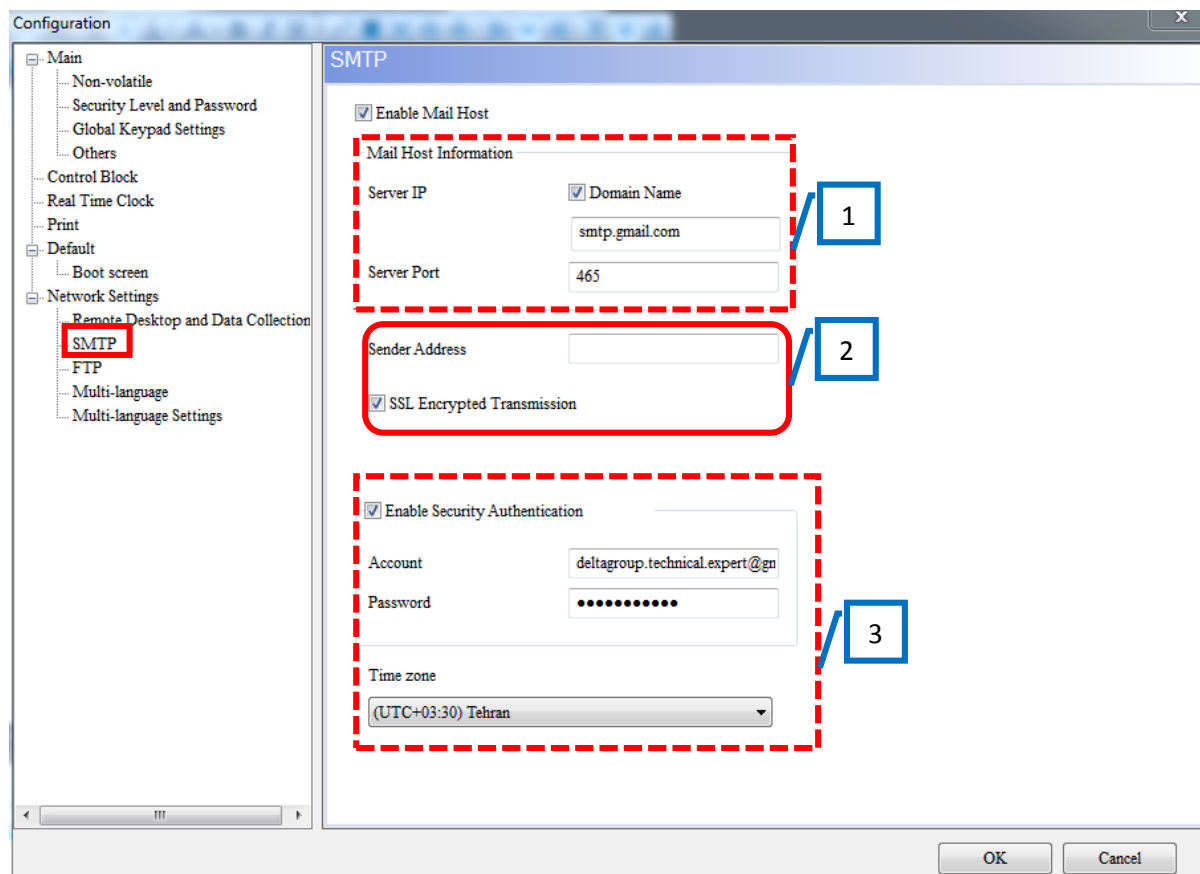 Configuration
x
Main
Non-volatile
Security Level and Password
Global Keypad Settings
Others
Control Block
Real Time Clock
Print
Default
Boot screen
Network Settings
Remote Desktop and Data Collection
SMTP
FTP
Multi-language
Multi-language Settings
SMTP
Enable Mail Host
Mail Host Information
Server IP
Domain Name
smtp.gmail.com
Server Port
465
1
Sender Address
SSL Encrypted Transmission
2
Enable Security Authentication
Account
deltagroup.technical.expert@gm
Password
●●●●●●●●●●●
Time zone
(UTC+03:30) Tehran
3
OK
Cancel